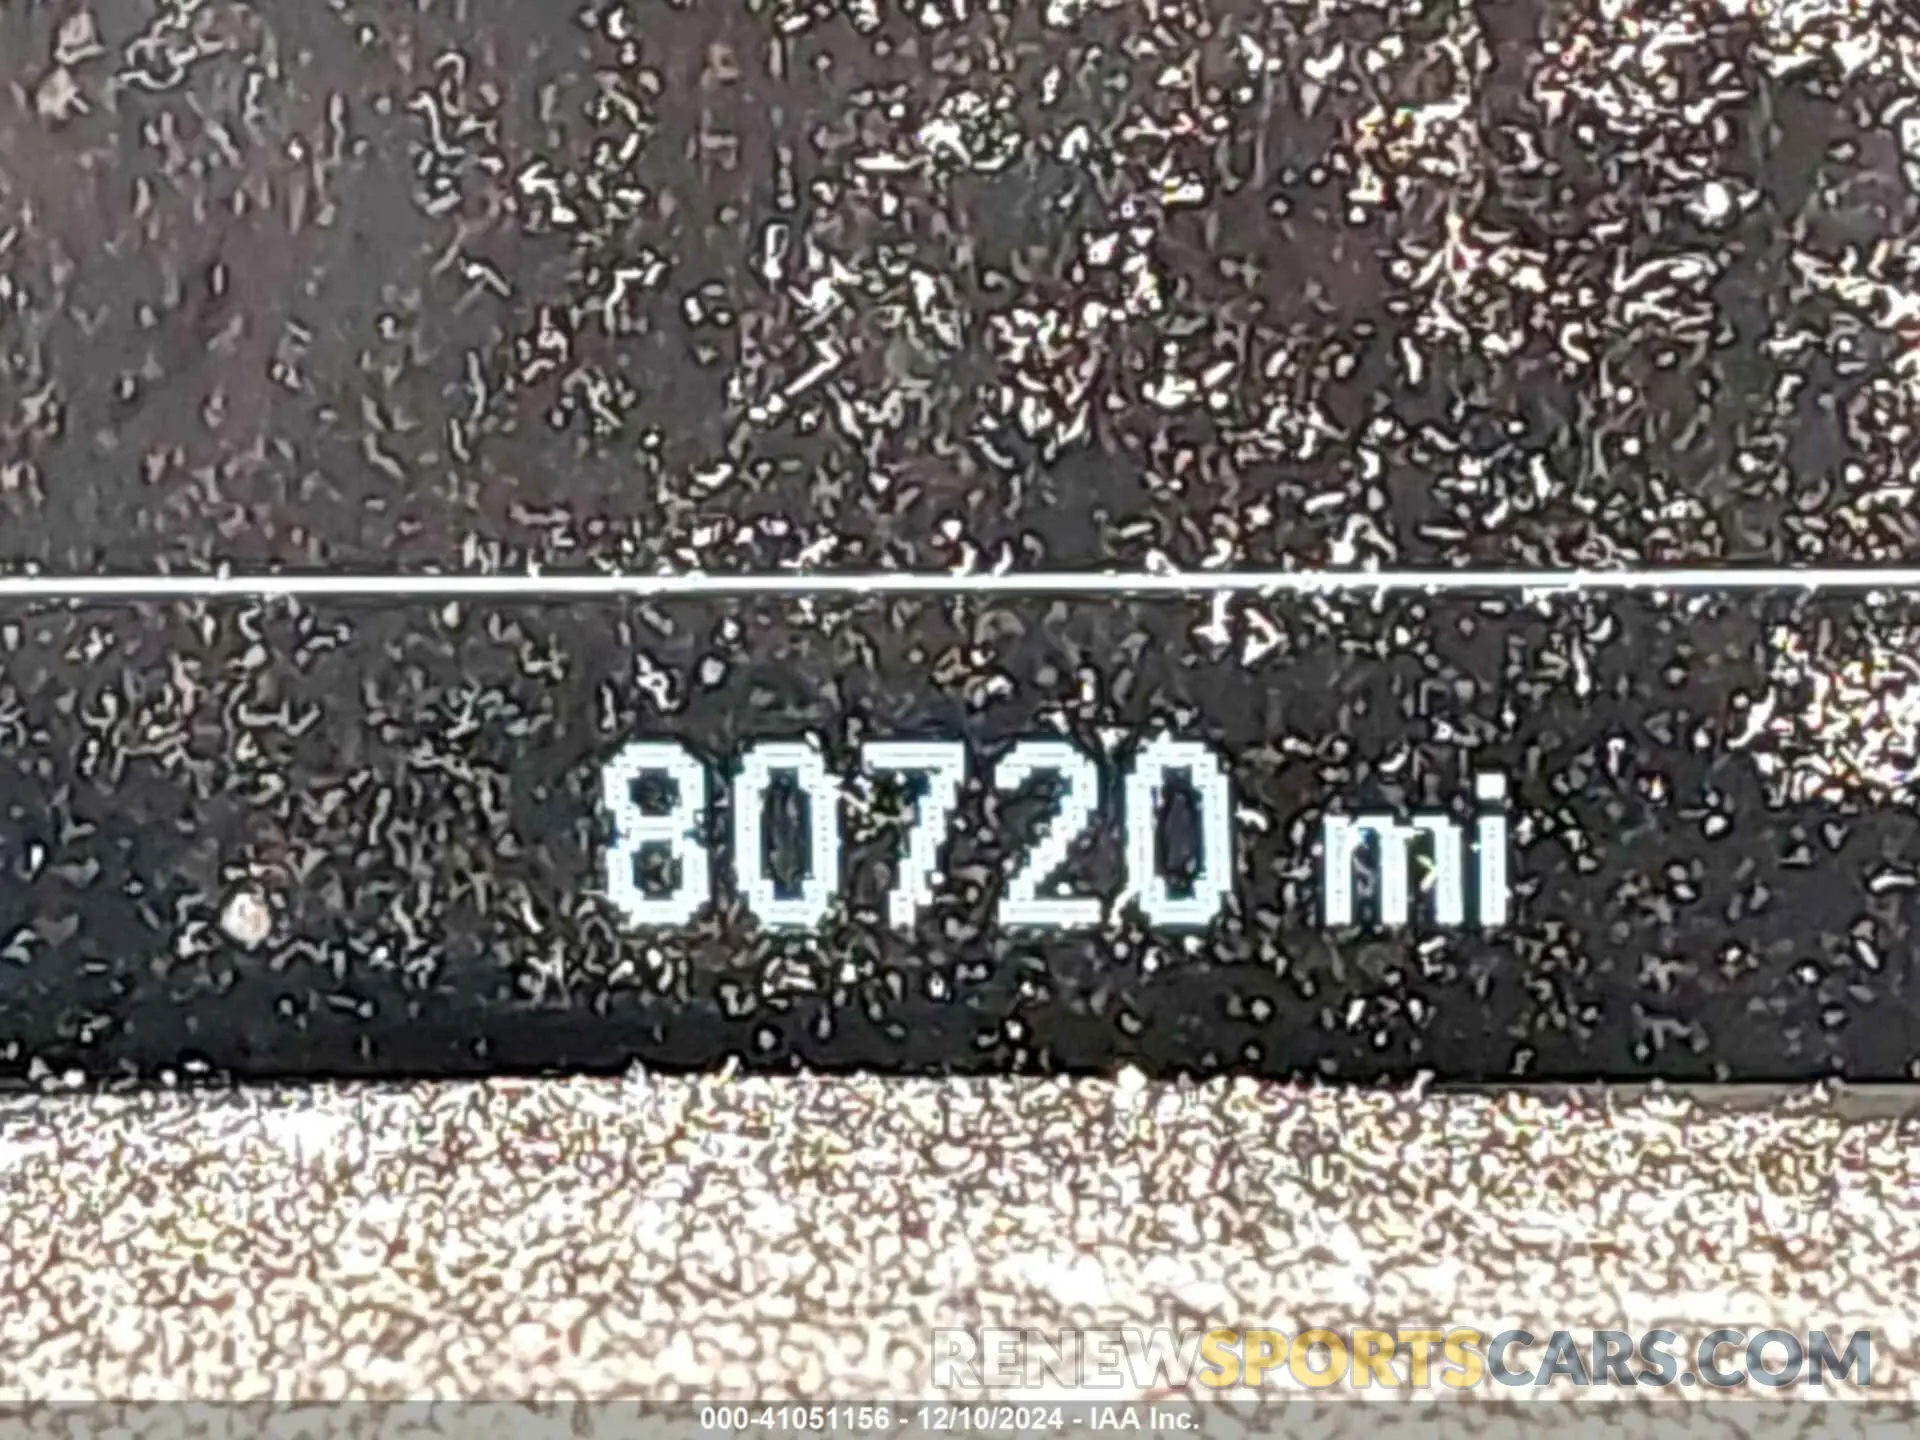 80720 mi
RENEWSPORTSCARS.COM
000-41051156 - 12/10/2024 - IAA Inc.